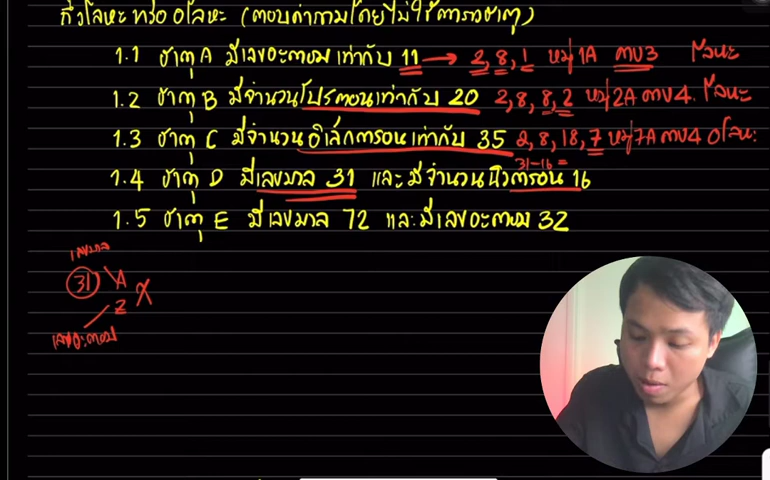 กึ่งโลหะ หรือ อโลหะ (ตอบคำถามโดยไม่ใช้ตารางธาตุ)
1.1 ธาตุ A มีเลขอะตอม เท่ากับ 11 → 2, 8, 1 หมู่ 1A คาบ 3 โลหะ
1.2 ธาตุ B มีจำนวนโปรตอนเท่ากับ 20 2, 8, 8, 2 หมู่ 2A คาบ 4 โลหะ
1.3 ธาตุ C มีจำนวน อิเล็กตรอนเท่ากับ 35 2, 8, 18, 7 หมู่ 7A คาบ 4 อโลหะ
31-16 =
1.4 ธาตุ D มีเลขมวล 31 และ มีจำนวน นิวตรอน 16
1.5 ธาตุ E มีเลขมวล 72 และ มีเลขอะตอม 32
เลขมวล
31 A
Z X
เลขอะตอม